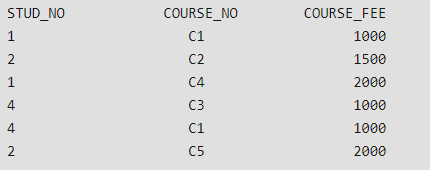 STUD_NO COURSE_NO COURSE_FEE
1 C1 1000
2 C2 1500
1 C4 2000
4 C3 1000
4 C1 1000
2 C5 2000